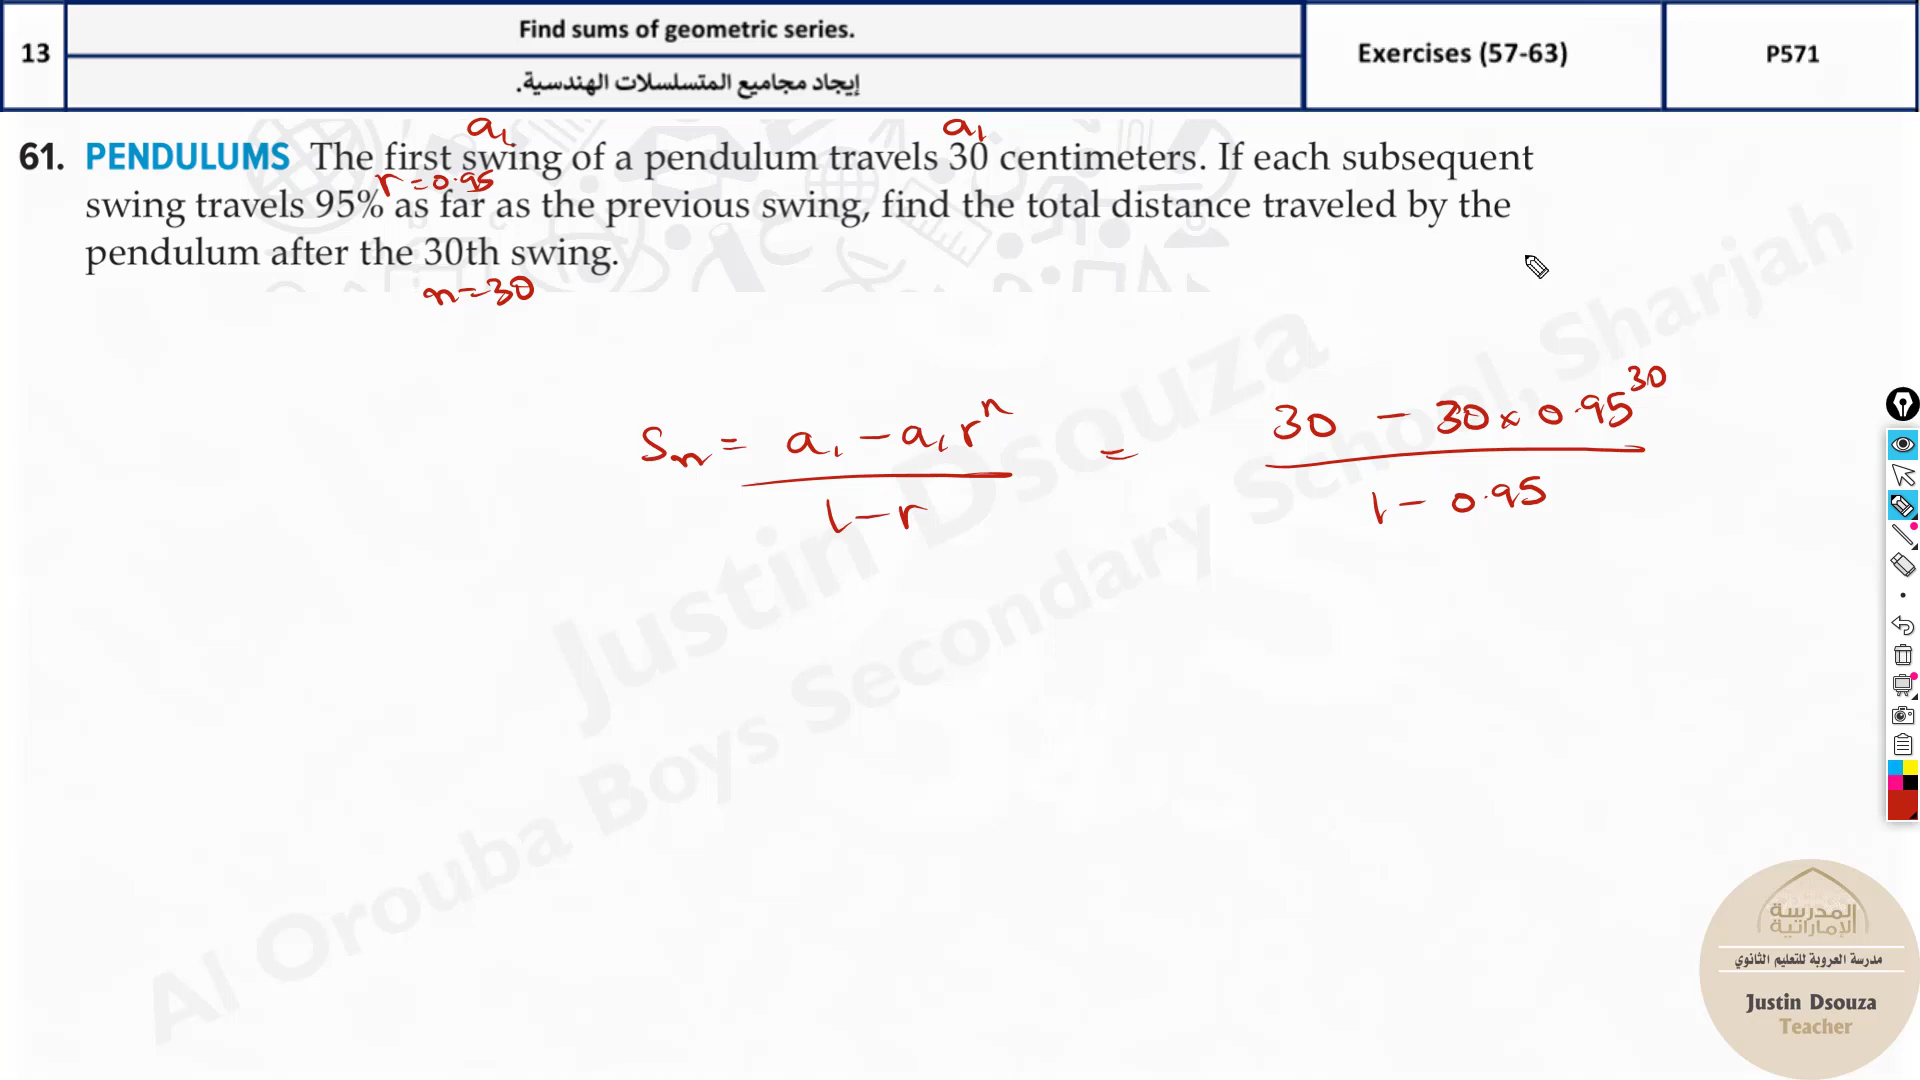 13
Find sums of geometric series.
إيجاد مجاميع المتسلسلات الهندسية.
Exercises (57-63)
P571
a₁ a₁
61. PENDULUMS The first swing of a pendulum travels 30 centimeters. If each subsequent
r = 0.95
swing travels 95% as far as the previous swing, find the total distance traveled by the
pendulum after the 30th swing.
n=30
Sₙ = (a₁ − a₁rⁿ) / (1 − r) = (30 − 30 × 0.95³⁰) / (1 − 0.95)
Justin Dsouza
Al Orouba Boys Secondary School, Sharjah
المدرسة
الإماراتية
مدرسة العروبة للتعليم الثانوي
Justin Dsouza
Teacher